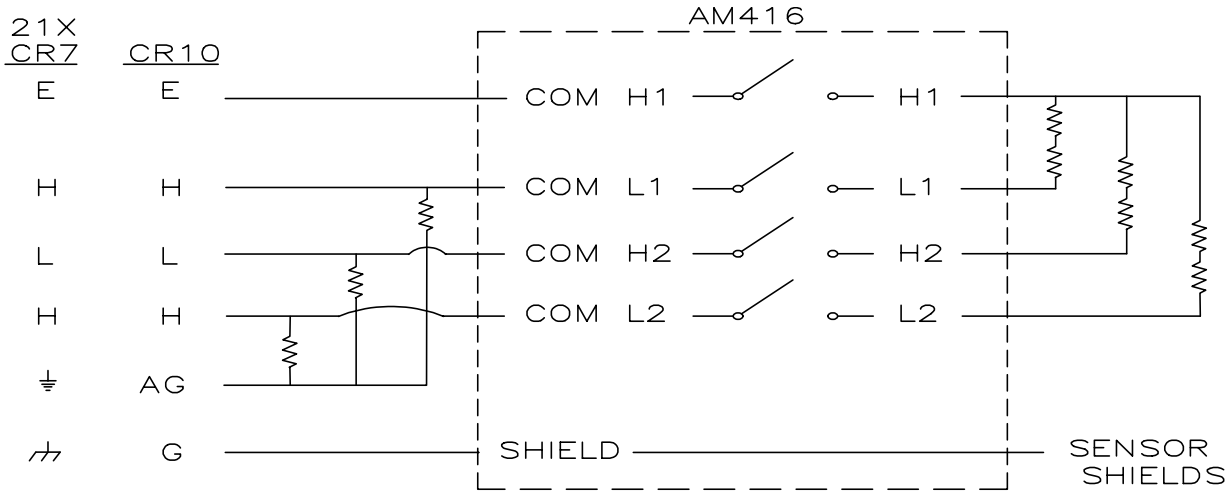 AM416
21X
CR7 CR10
E E COM H1 H1
H H COM L1 L1
L L COM H2 H2
H H COM L2 L2
AG
G SHIELD SENSOR
SHIELDS